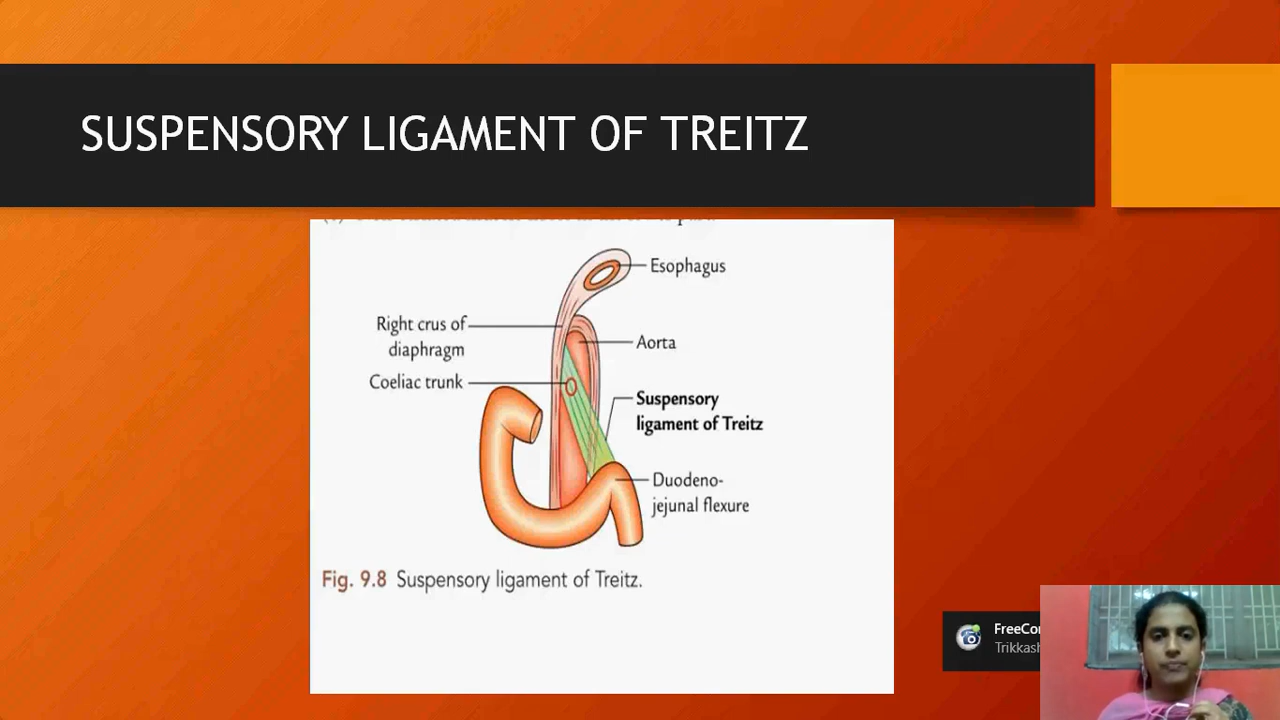 SUSPENSORY LIGAMENT OF TREITZ
Esophagus
Right crus of
diaphragm
Aorta
Coeliac trunk
Suspensory
ligament of Treitz
Duodeno-
jejunal flexure
Fig. 9.8 Suspensory ligament of Treitz.
FreeCo
Trikkas